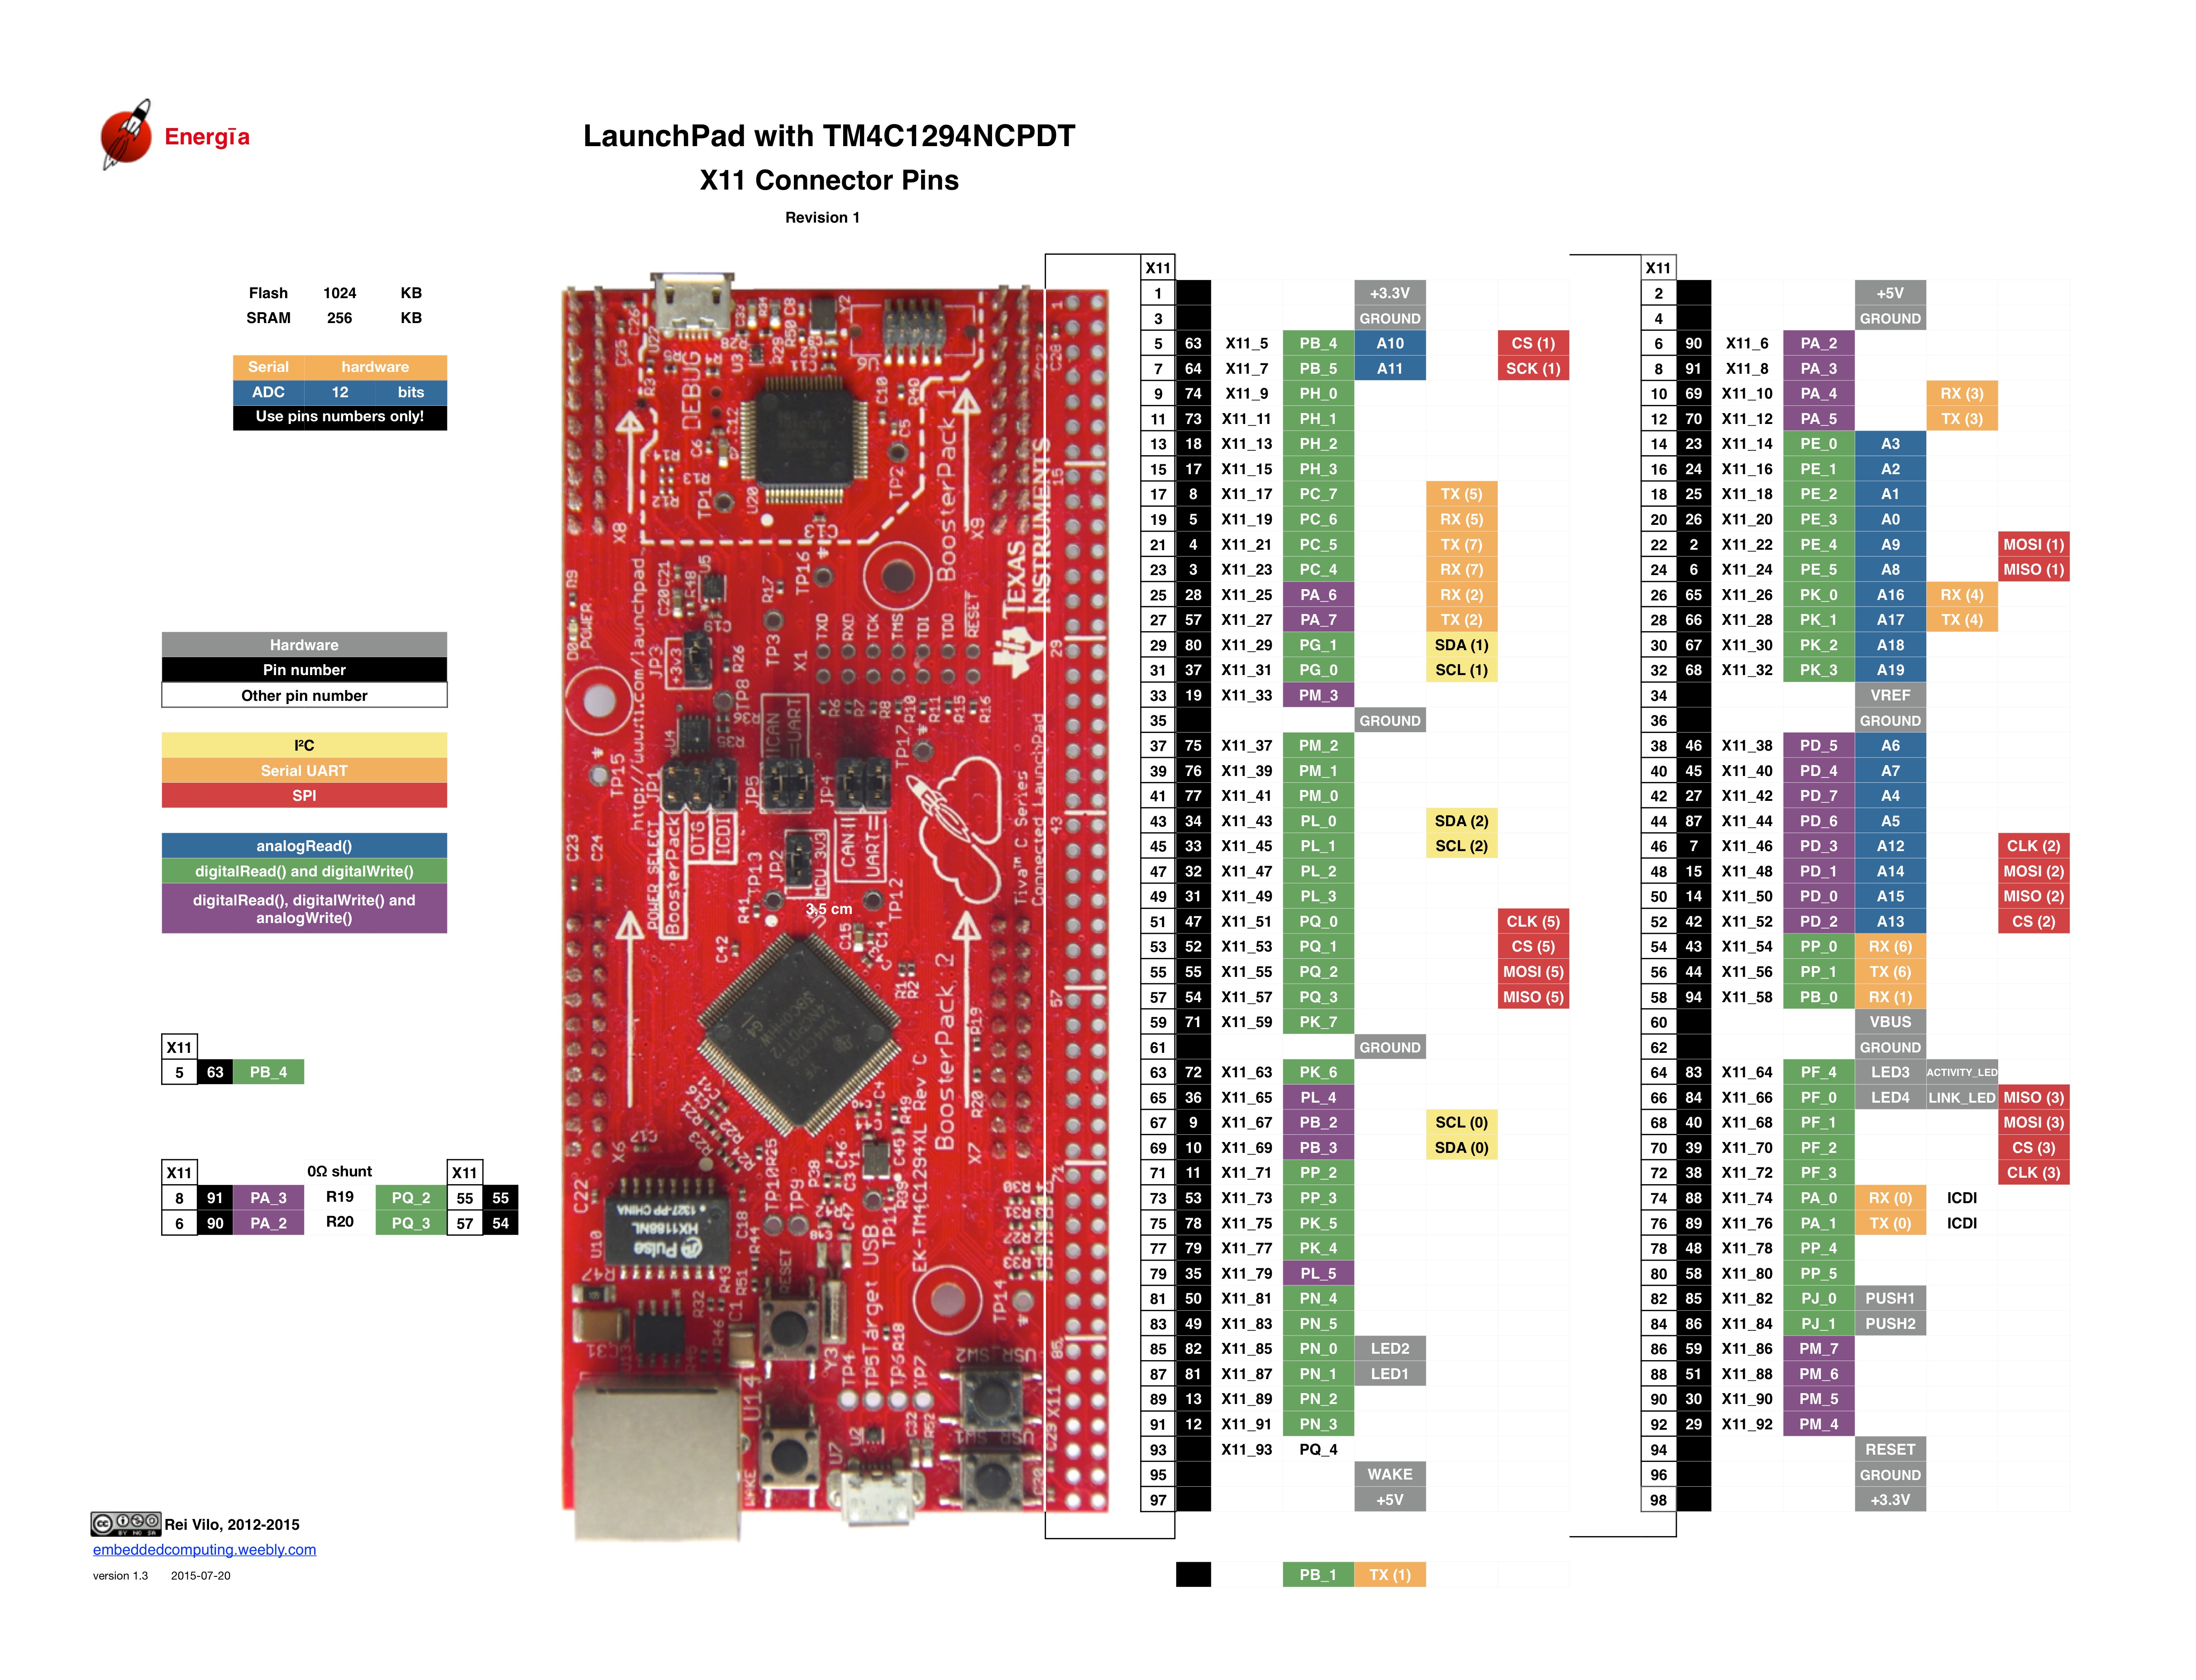 Energīa
LaunchPad with TM4C1294NCPDT
X11 Connector Pins
Revision 1
Flash 1024 KB
SRAM 256 KB
Serial hardware
ADC 12 bits
Use pins numbers only!
Hardware
Pin number
Other pin number
I²C
Serial UART
SPI
analogRead()
digitalRead() and digitalWrite()
digitalRead(), digitalWrite() and
analogWrite()
X11
5 63 PB_4
X11 0Ω shunt X11
8 91 PA_3 R19 PQ_2 55 55
6 90 PA_2 R20 PQ_3 57 54
Rei Vilo, 2012-2015
embeddedcomputing.weebly.com
version 1.3 2015-07-20
DEBUG
BoosterPack 1
TEXAS
INSTRUMENTS
http://www.ti.com/launchpad
POWER SELECT
BoosterPack
OTG
ICDI
3,5 cm
Tiva™ C Series
Connected LaunchPad
BoosterPack 2
EK-TM4C1294XL Rev C
Target USB
RESET
WAKE
X11
1 +3.3V
3 GROUND
5 63 X11_5 PB_4 A10 CS (1)
7 64 X11_7 PB_5 A11 SCK (1)
9 74 X11_9 PH_0
11 73 X11_11 PH_1
13 18 X11_13 PH_2
15 17 X11_15 PH_3
17 8 X11_17 PC_7 TX (5)
19 5 X11_19 PC_6 RX (5)
21 4 X11_21 PC_5 TX (7)
23 3 X11_23 PC_4 RX (7)
25 28 X11_25 PA_6 RX (2)
27 57 X11_27 PA_7 TX (2)
29 80 X11_29 PG_1 SDA (1)
31 37 X11_31 PG_0 SCL (1)
33 19 X11_33 PM_3
35 GROUND
37 75 X11_37 PM_2
39 76 X11_39 PM_1
41 77 X11_41 PM_0
43 34 X11_43 PL_0 SDA (2)
45 33 X11_45 PL_1 SCL (2)
47 32 X11_47 PL_2
49 31 X11_49 PL_3
51 47 X11_51 PQ_0 CLK (5)
53 52 X11_53 PQ_1 CS (5)
55 55 X11_55 PQ_2 MOSI (5)
57 54 X11_57 PQ_3 MISO (5)
59 71 X11_59 PK_7
61 GROUND
63 72 X11_63 PK_6
65 36 X11_65 PL_4
67 9 X11_67 PB_2 SCL (0)
69 10 X11_69 PB_3 SDA (0)
71 11 X11_71 PP_2
73 53 X11_73 PP_3
75 78 X11_75 PK_5
77 79 X11_77 PK_4
79 35 X11_79 PL_5
81 50 X11_81 PN_4
83 49 X11_83 PN_5
85 82 X11_85 PN_0 LED2
87 81 X11_87 PN_1 LED1
89 13 X11_89 PN_2
91 12 X11_91 PN_3
93 X11_93 PQ_4
95 WAKE
97 +5V
PB_1 TX (1)
X11
2 +5V
4 GROUND
6 90 X11_6 PA_2
8 91 X11_8 PA_3
10 69 X11_10 PA_4 RX (3)
12 70 X11_12 PA_5 TX (3)
14 23 X11_14 PE_0 A3
16 24 X11_16 PE_1 A2
18 25 X11_18 PE_2 A1
20 26 X11_20 PE_3 A0
22 2 X11_22 PE_4 A9 MOSI (1)
24 6 X11_24 PE_5 A8 MISO (1)
26 65 X11_26 PK_0 A16 RX (4)
28 66 X11_28 PK_1 A17 TX (4)
30 67 X11_30 PK_2 A18
32 68 X11_32 PK_3 A19
34 VREF
36 GROUND
38 46 X11_38 PD_5 A6
40 45 X11_40 PD_4 A7
42 27 X11_42 PD_7 A4
44 87 X11_44 PD_6 A5
46 7 X11_46 PD_3 A12 CLK (2)
48 15 X11_48 PD_1 A14 MOSI (2)
50 14 X11_50 PD_0 A15 MISO (2)
52 42 X11_52 PD_2 A13 CS (2)
54 43 X11_54 PP_0 RX (6)
56 44 X11_56 PP_1 TX (6)
58 94 X11_58 PB_0 RX (1)
60 VBUS
62 GROUND
64 83 X11_64 PF_4 LED3 ACTIVITY_LED
66 84 X11_66 PF_0 LED4 LINK_LED MISO (3)
68 40 X11_68 PF_1 MOSI (3)
70 39 X11_70 PF_2 CS (3)
72 38 X11_72 PF_3 CLK (3)
74 88 X11_74 PA_0 RX (0) ICDI
76 89 X11_76 PA_1 TX (0) ICDI
78 48 X11_78 PP_4
80 58 X11_80 PP_5
82 85 X11_82 PJ_0 PUSH1
84 86 X11_84 PJ_1 PUSH2
86 59 X11_86 PM_7
88 51 X11_88 PM_6
90 30 X11_90 PM_5
92 29 X11_92 PM_4
94 RESET
96 GROUND
98 +3.3V